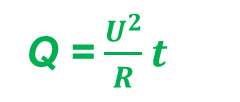 Q = U²/R t